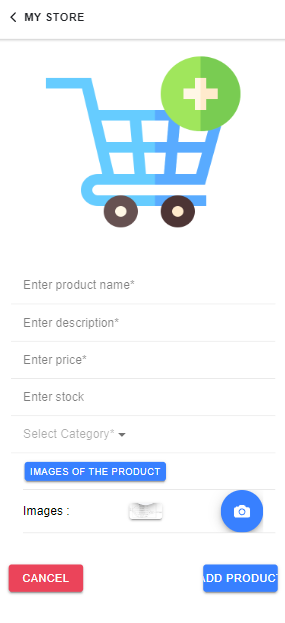 MY STORE
Enter product name*
Enter description*
Enter price*
Enter stock
Select Category*
IMAGES OF THE PRODUCT
Images :
CANCEL
ADD PRODUCT